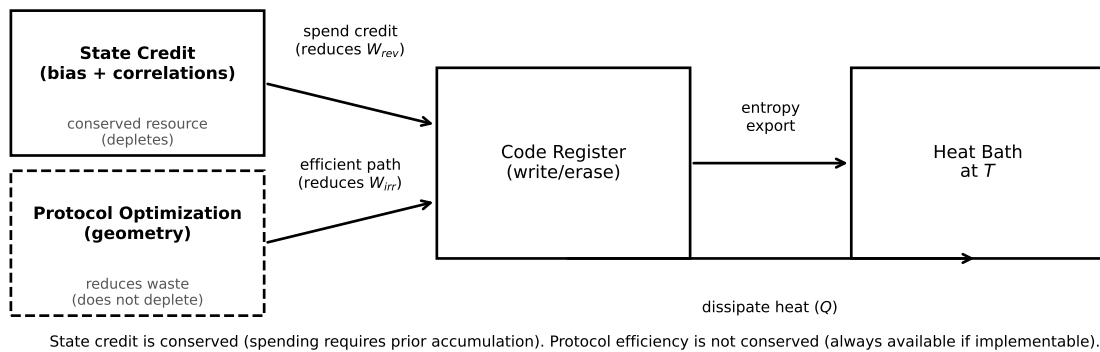 State Credit
(bias + correlations)
conserved resource
(depletes)
spend credit
(reduces W_rev)
Protocol Optimization
(geometry)
reduces waste
(does not deplete)
efficient path
(reduces W_irr)
Code Register
(write/erase)
entropy
export
Heat Bath
at T
dissipate heat (Q)
State credit is conserved (spending requires prior accumulation). Protocol efficiency is not conserved (always available if implementable).